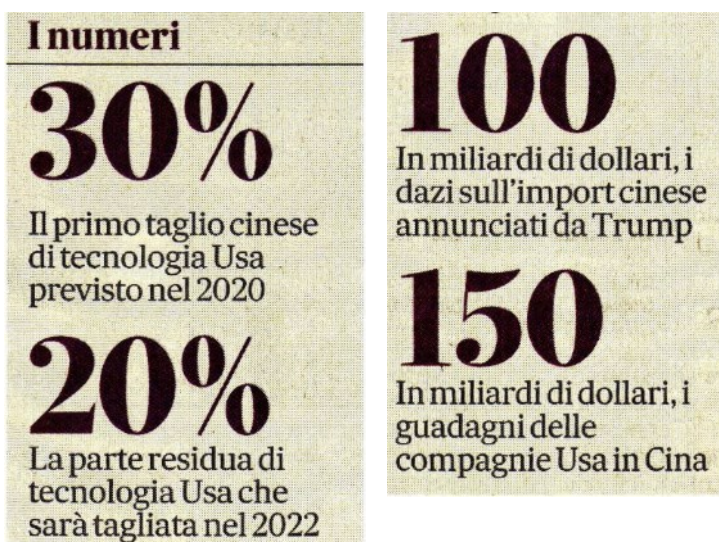 I numeri
30%
Il primo taglio cinese
di tecnologia Usa
previsto nel 2020
20%
La parte residua di
tecnologia Usa che
sarà tagliata nel 2022
100
In miliardi di dollari, i
dazi sull'import cinese
annunciati da Trump
150
In miliardi di dollari, i
guadagni delle
compagnie Usa in Cina